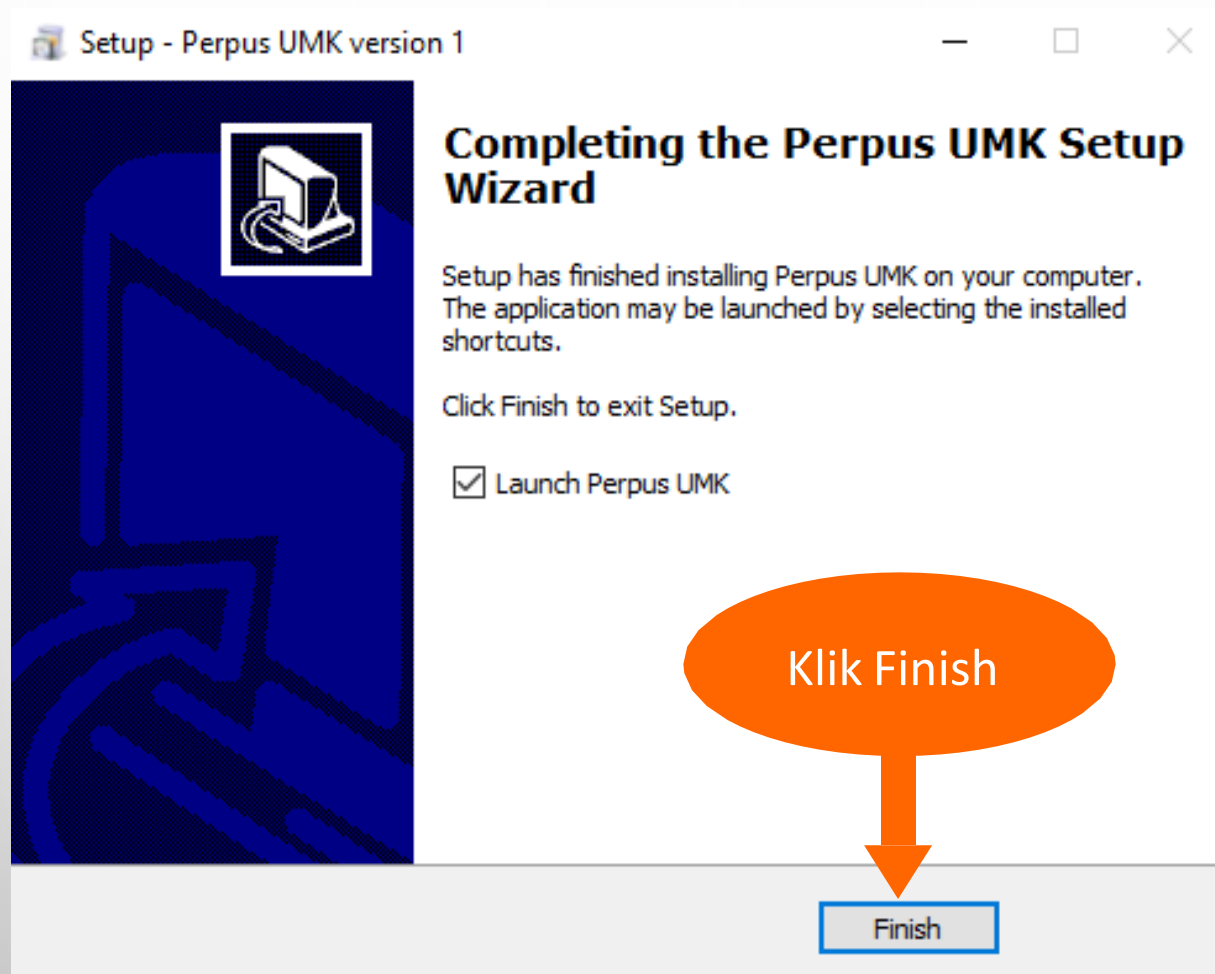 Setup - Perpus UMK version 1
Completing the Perpus UMK Setup
Wizard
Setup has finished installing Perpus UMK on your computer.
The application may be launched by selecting the installed
shortcuts.
Click Finish to exit Setup.
Launch Perpus UMK
Klik Finish
Finish